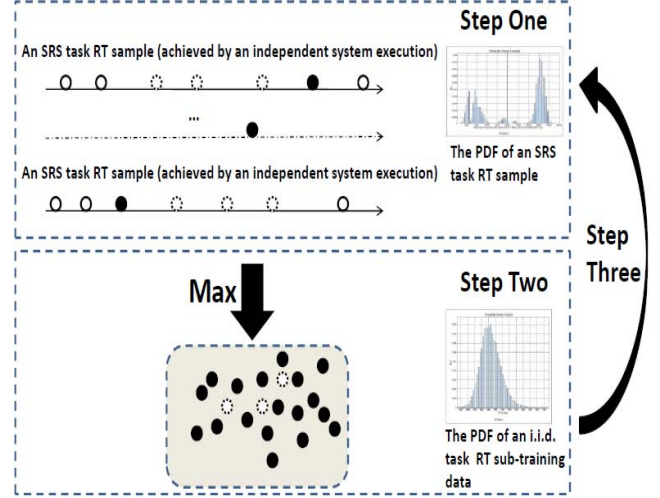 Step One
An SRS task RT sample (achieved by an independent system execution)
...
The PDF of an SRS
task RT sample
An SRS task RT sample (achieved by an independent system execution)
Step
Three
Max
Step Two
The PDF of an i.i.d.
task RT sub-training
data